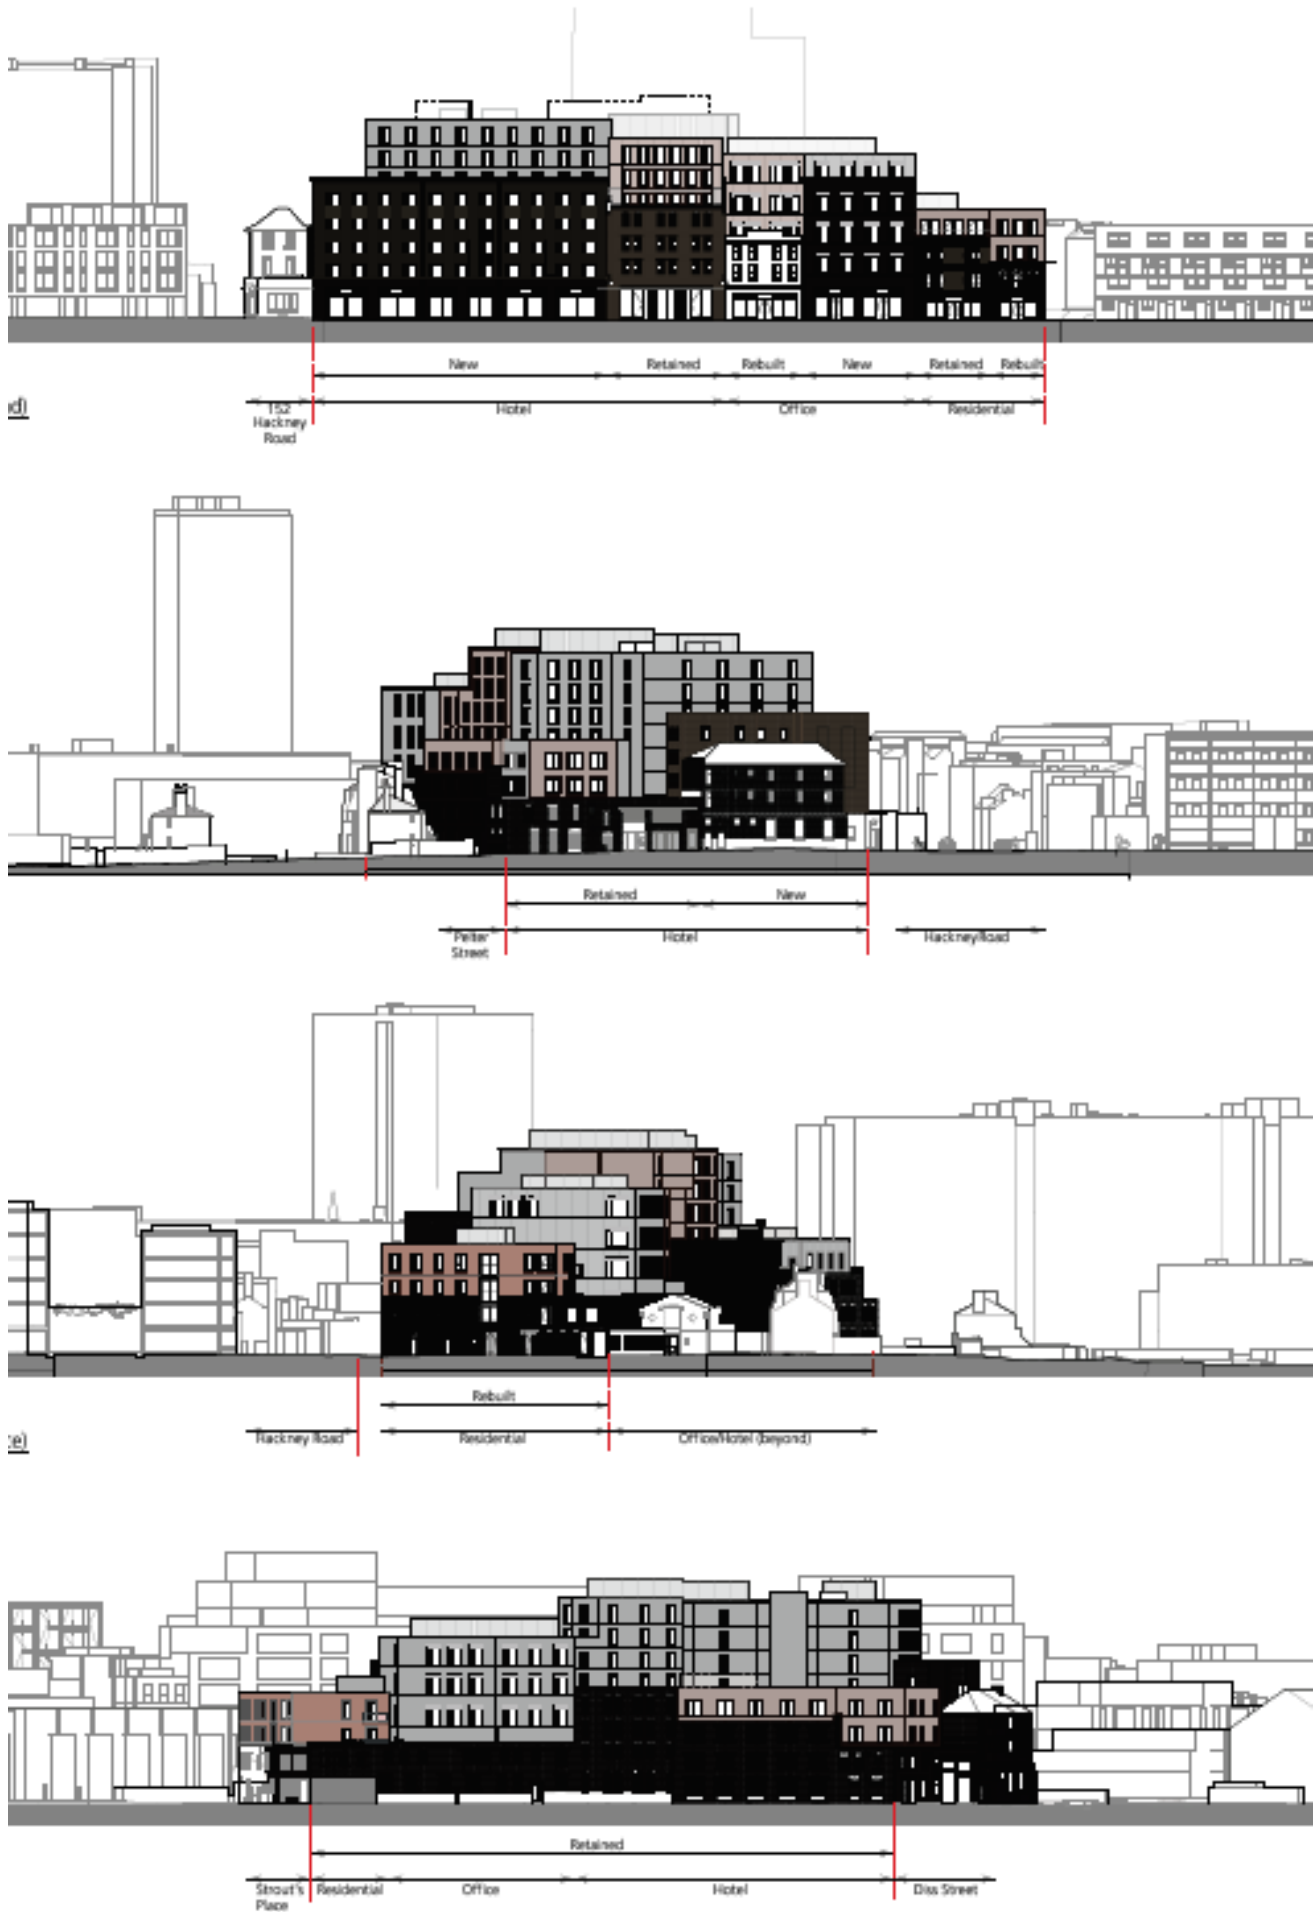 New Retained Rebuilt New Retained Rebuilt
d)
152 Hotel Office Residential
Hackney
Road
Retained New
Pelter Hotel Hackney Road
Street
Rebuilt
e)
Hackney Road Residential Office/Hotel (beyond)
Retained
Strout's Residential Office Hotel Diss Street
Place